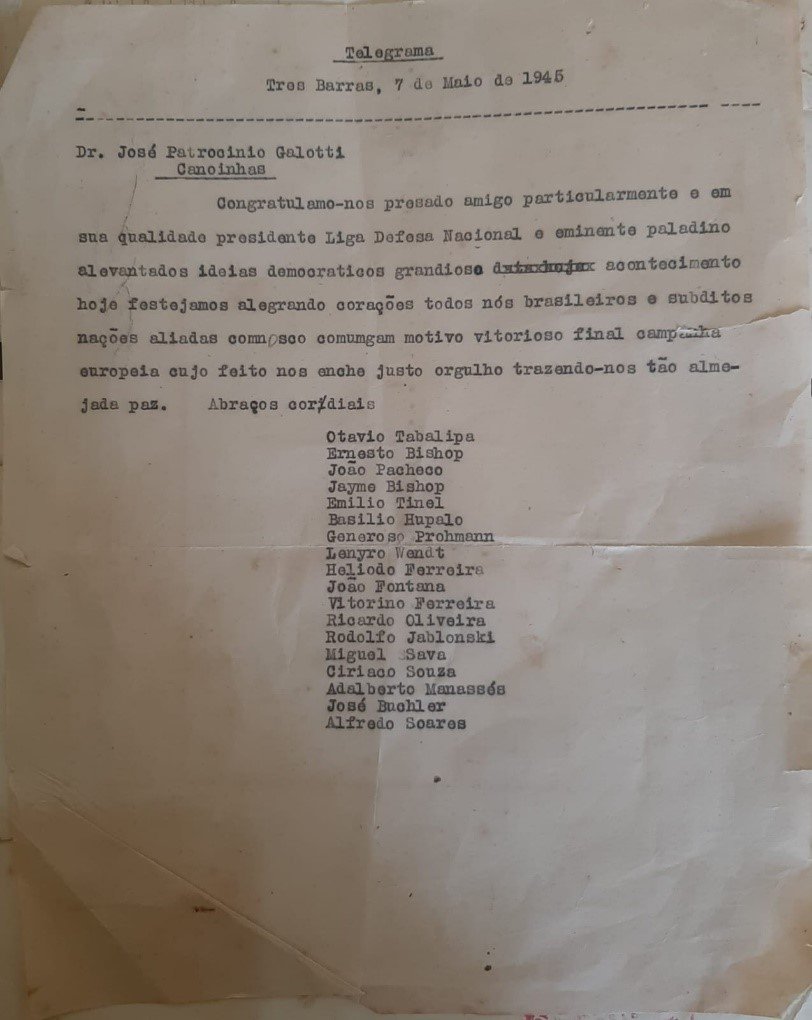 Telegrama
Tres Barras, 7 de Maio de 1945
Dr. José Patrocinio Galotti
Canoinhas
Congratulamo-nos presado amigo particularmente e em
sua qualidade presidente Liga Defesa Nacional e eminente paladino
alevantados ideias democraticos grandioso acontecimento
hoje festejamos alegrando corações todos nós brasileiros e subditos
nações aliadas comnosco comumgam motivo vitorioso final campanha
europeia cujo feito nos enche justo orgulho trazendo-nos tão alme-
jada paz. Abraços cor/diais
Otavio Tabalipa
Ernesto Bishop
João Pacheco
Jayme Bishop
Emilio Tinel
Basilio Hupalo
Generoso Prohmann
Lenyro Wendt
Heliodo Ferreira
João Fontana
Vitorino Ferreira
Ricardo Oliveira
Rodolfo Jablonski
Miguel Sava
Ciriaco Souza
Adalberto Manassés
José Buchler
Alfredo Soares